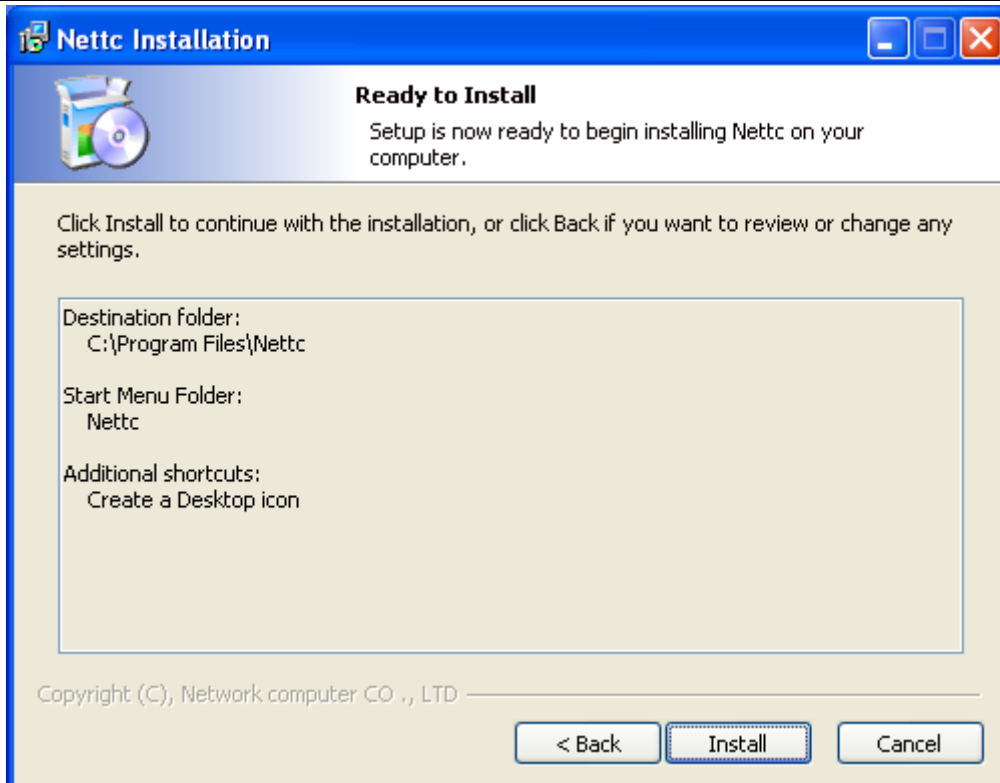 Nettc Installation
Ready to Install
Setup is now ready to begin installing Nettc on your
computer.
Click Install to continue with the installation, or click Back if you want to review or change any
settings.
Destination folder:
C:\Program Files\Nettc
Start Menu Folder:
Nettc
Additional shortcuts:
Create a Desktop icon
Copyright (C), Network computer CO ., LTD
< Back Install Cancel